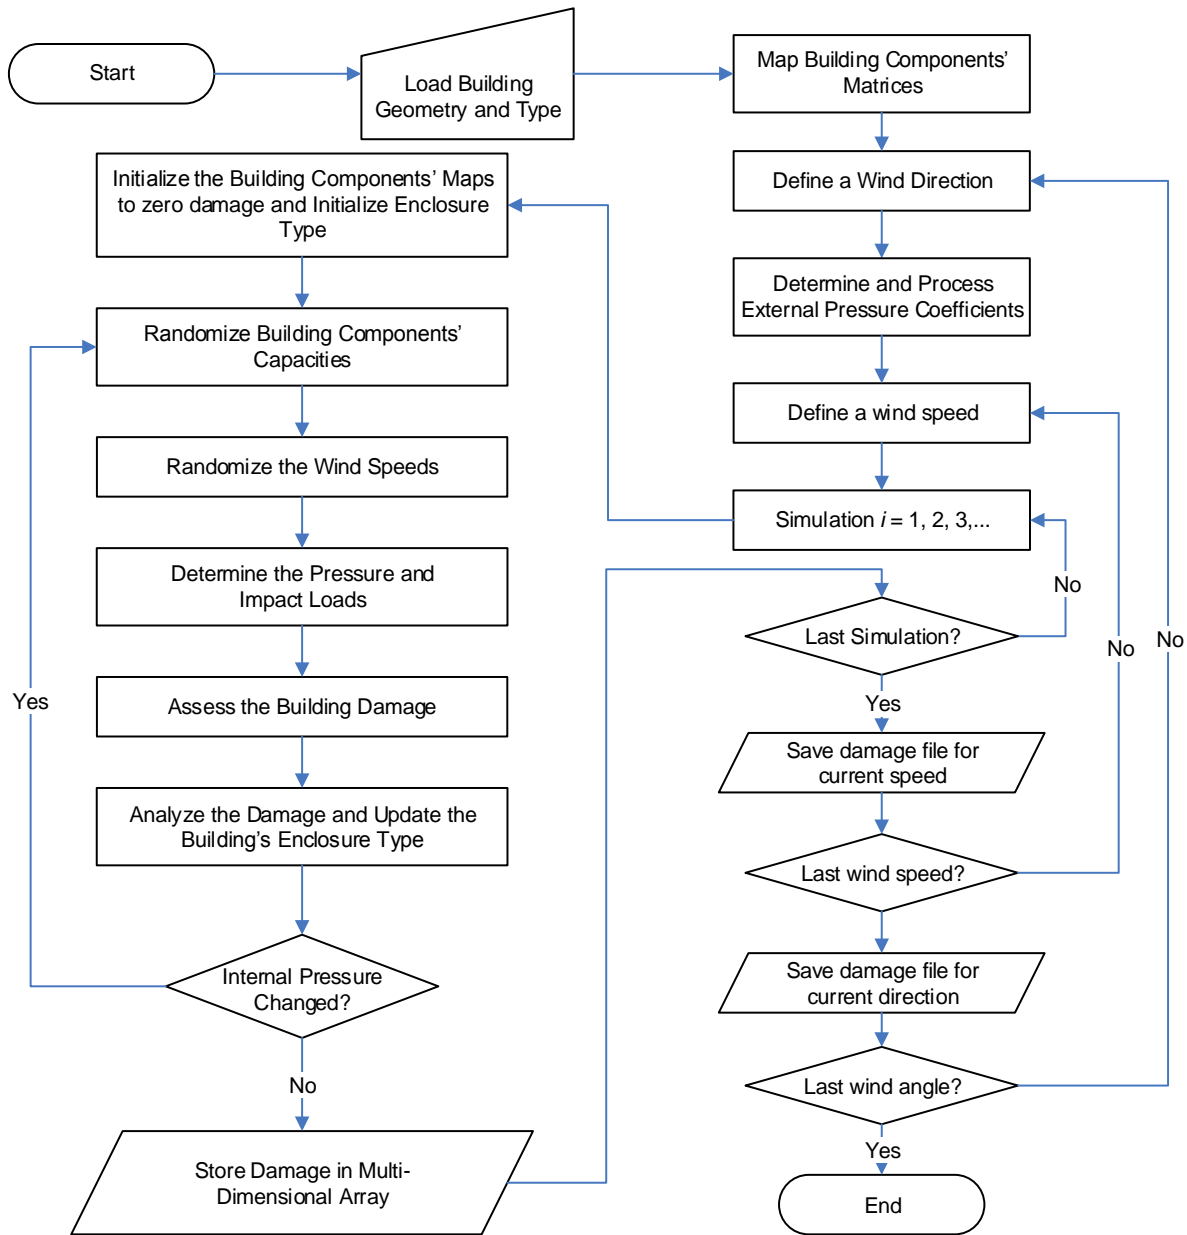 Start
Load Building
Geometry and Type
Map Building Components’
Matrices
Define a Wind Direction
Determine and Process
External Pressure Coefficients
Define a wind speed
Simulation i = 1, 2, 3,...
Initialize the Building Components’ Maps
to zero damage and Initialize Enclosure
Type
Randomize Building Components’
Capacities
Randomize the Wind Speeds
Determine the Pressure and
Impact Loads
Assess the Building Damage
Analyze the Damage and Update the
Building’s Enclosure Type
Internal Pressure
Changed?
Yes
No
Store Damage in Multi-
Dimensional Array
Last Simulation?
No
Yes
Save damage file for
current speed
Last wind speed?
No
Save damage file for
current direction
Last wind angle?
No
Yes
End